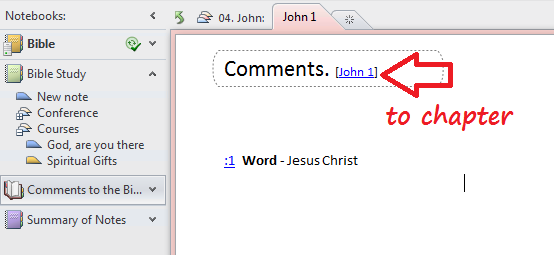 Notebooks:
04. John:
John 1
Bible
Bible Study
New note
Conference
Courses
God, are you there
Spiritual Gifts
Comments to the Bi...
Summary of Notes
Comments. [John 1]
to chapter
:1 Word - Jesus Christ